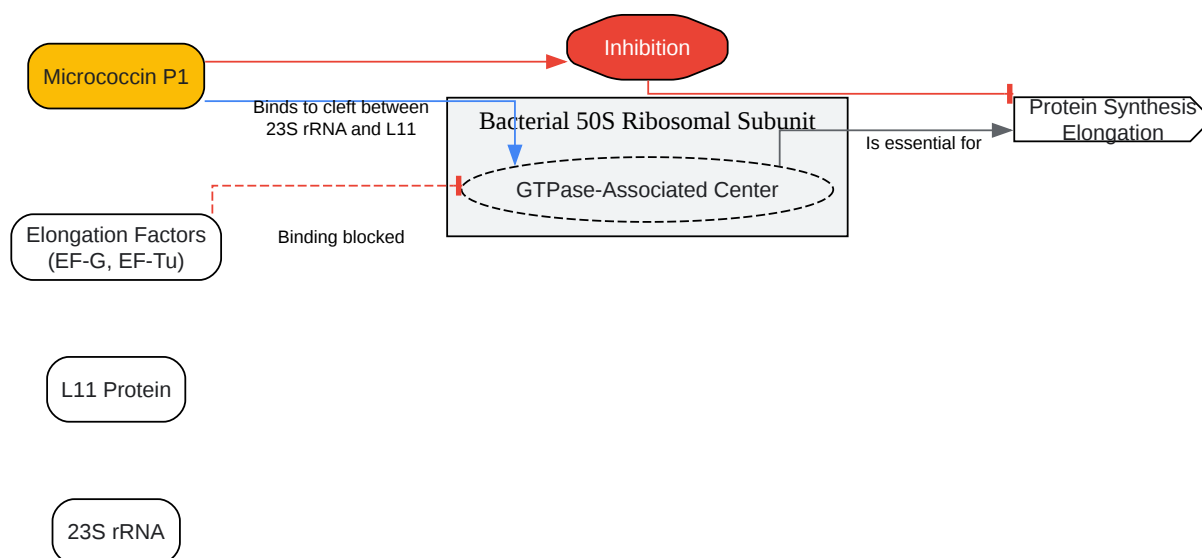 Inhibition
Micrococcin P1
Binds to cleft between
23S rRNA and L11
Bacterial 50S Ribosomal Subunit
Protein Synthesis
Elongation
Is essential for
GTPase-Associated Center
Elongation Factors
(EF-G, EF-Tu)
Binding blocked
L11 Protein
23S rRNA